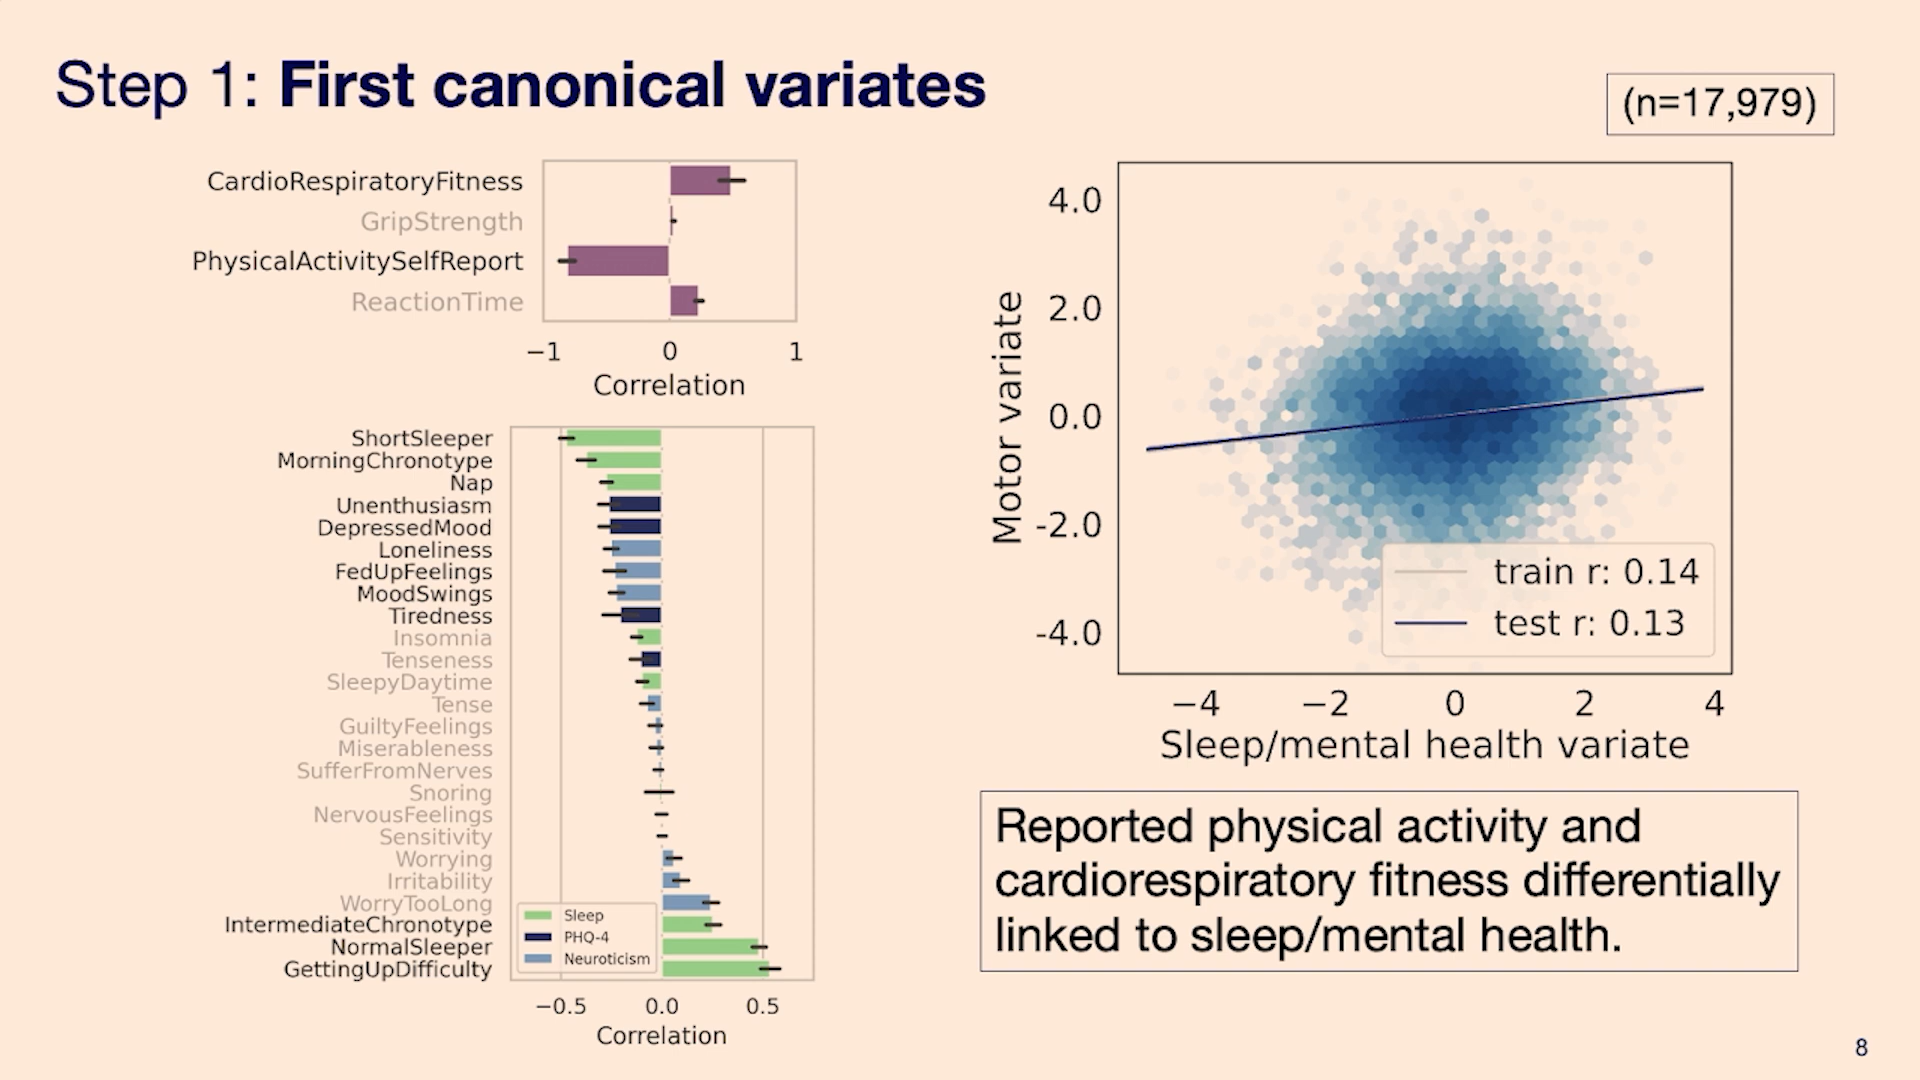 Step 1: First canonical variates
(n=17,979)
CardioRespiratoryFitness
GripStrength
PhysicalActivitySelfReport
ReactionTime
−1 0 1
Correlation
ShortSleeper
MorningChronotype
Nap
Unenthusiasm
DepressedMood
Loneliness
FedUpFeelings
MoodSwings
Tiredness
Insomnia
Tenseness
SleepyDaytime
Tense
GuiltyFeelings
Miserableness
SufferFromNerves
Snoring
NervousFeelings
Sensitivity
Worrying
Irritability
WorryTooLong
IntermediateChronotype
NormalSleeper
GettingUpDifficulty
Sleep
PHQ-4
Neuroticism
−0.5 0.0 0.5
Correlation
Motor variate
4.0
2.0
0.0
-2.0
-4.0
train r: 0.14
test r: 0.13
−4 −2 0 2 4
Sleep/mental health variate
Reported physical activity and
cardiorespiratory fitness differentially
linked to sleep/mental health.
8